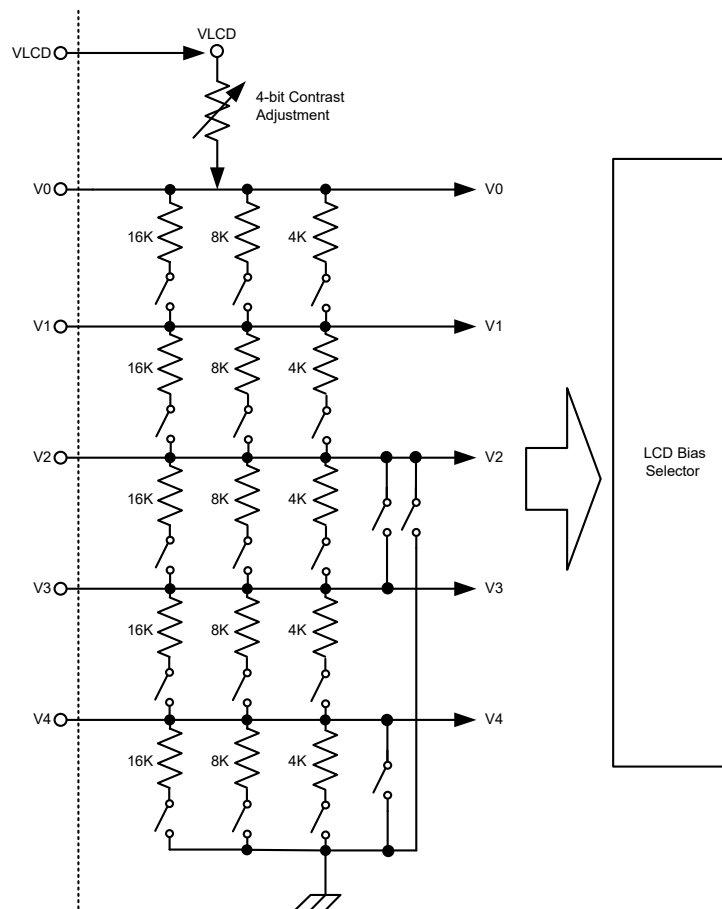 VLCD
VLCD
4-bit Contrast
Adjustment
V0
V0
16K
8K
4K
V1
V1
16K
8K
4K
V2
V2
LCD Bias
Selector
16K
8K
4K
V3
V3
16K
8K
4K
V4
V4
16K
8K
4K